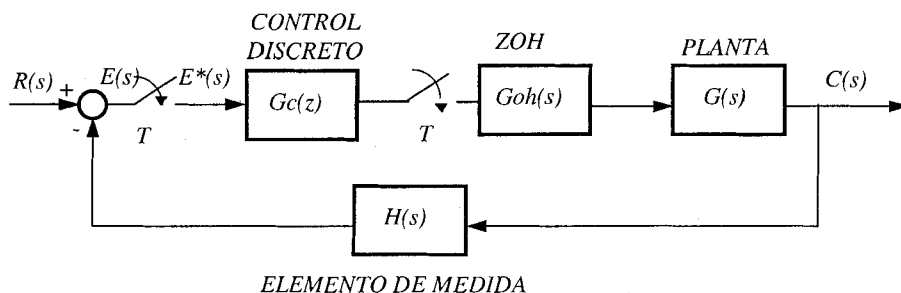 CONTROL
DISCRETO
ZOH
PLANTA
R(s)
+
E(s)
E*(s)
Gc(z)
Goh(s)
G(s)
C(s)
-
T
T
H(s)
ELEMENTO DE MEDIDA